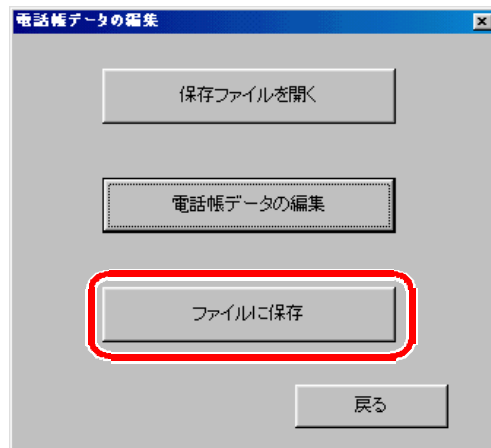 電話帳データの編集
保存ファイルを開く
電話帳データの編集
ファイルに保存
戻る